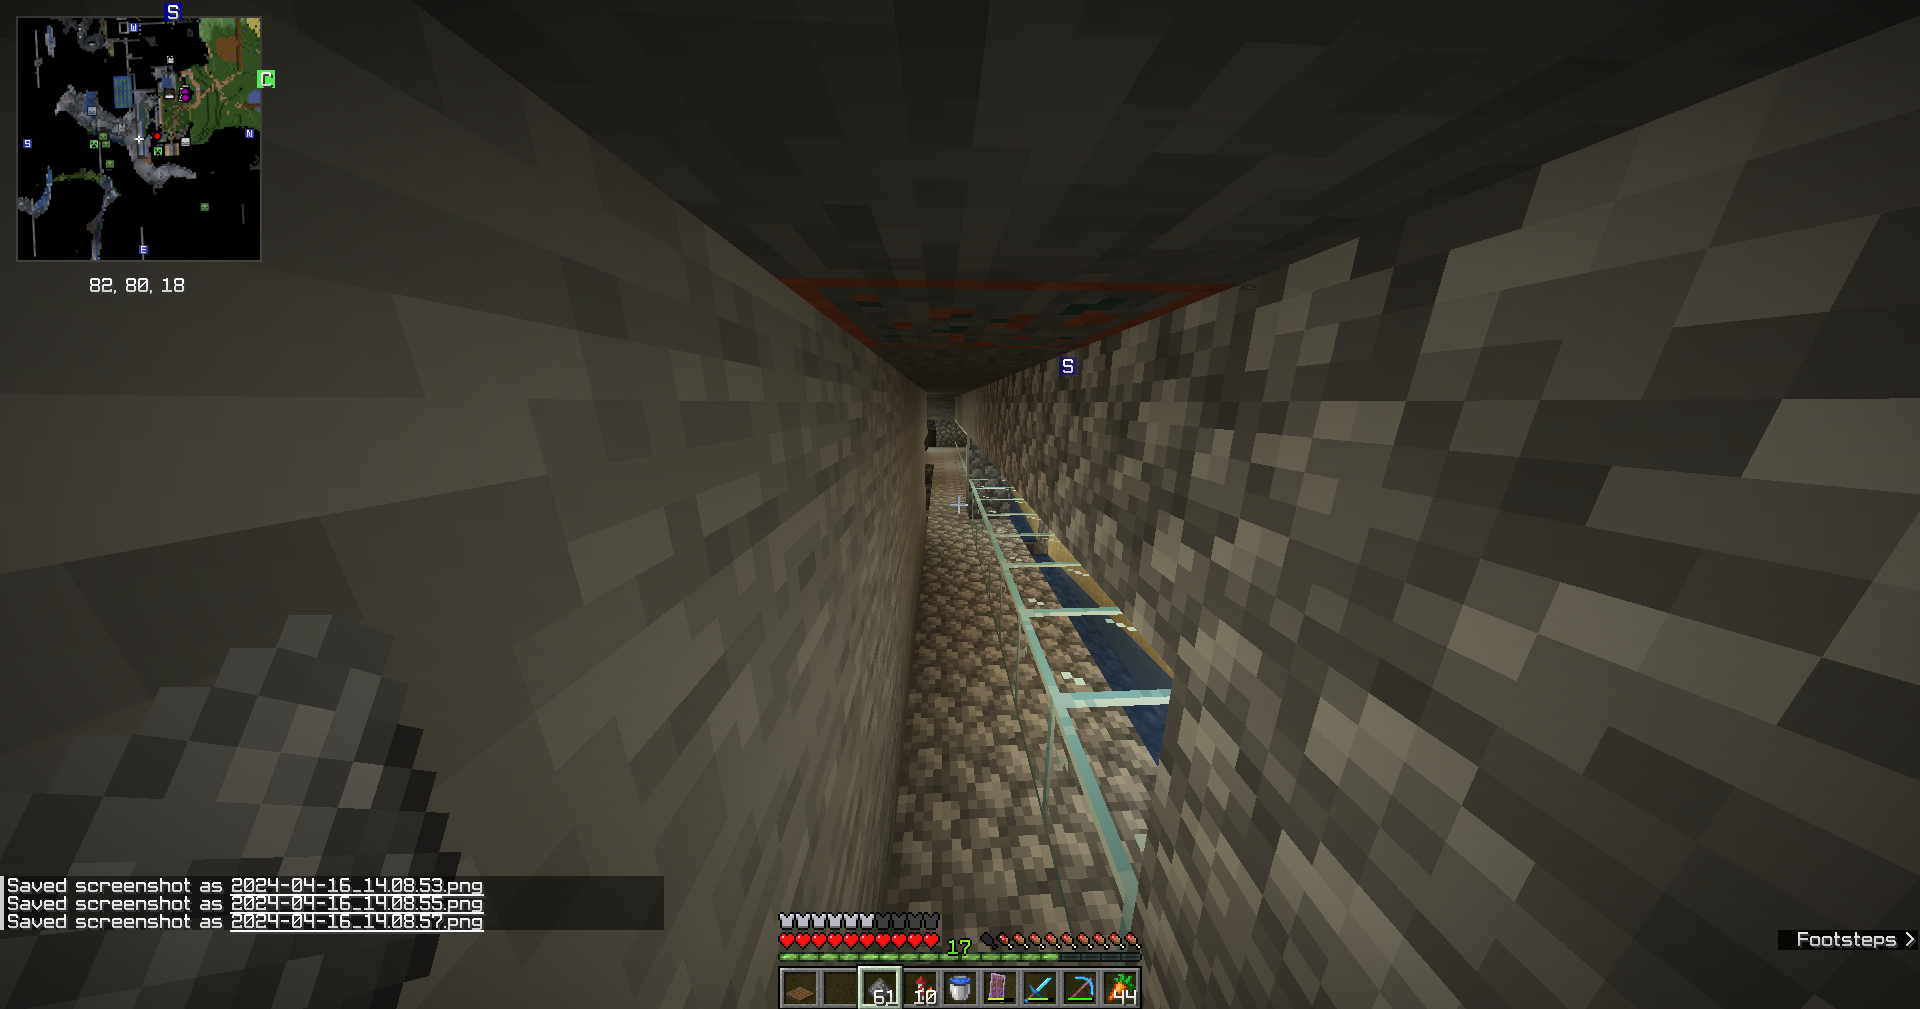 S
N
C
S
N
E
82, 80, 18
S
Saved screenshot as 2024-04-16_14.08.53.png
Saved screenshot as 2024-04-16_14.08.55.png
Saved screenshot as 2024-04-16_14.08.57.png
Footsteps >
17
61
10
44